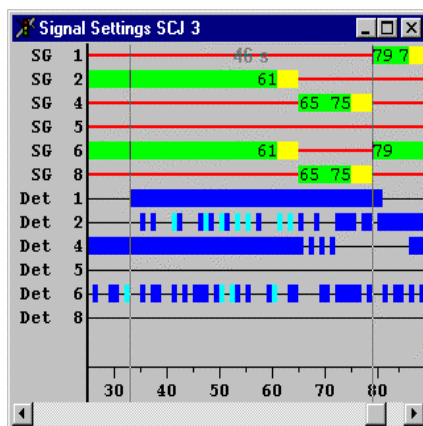 Signal Settings SCJ 3
SG 1 46 s 79 7
SG 2 61
SG 4 65 75
SG 5
SG 6 61 79
SG 8 65 75
Det 1
Det 2
Det 4
Det 5
Det 6
Det 8
30 40 50 60 70 80